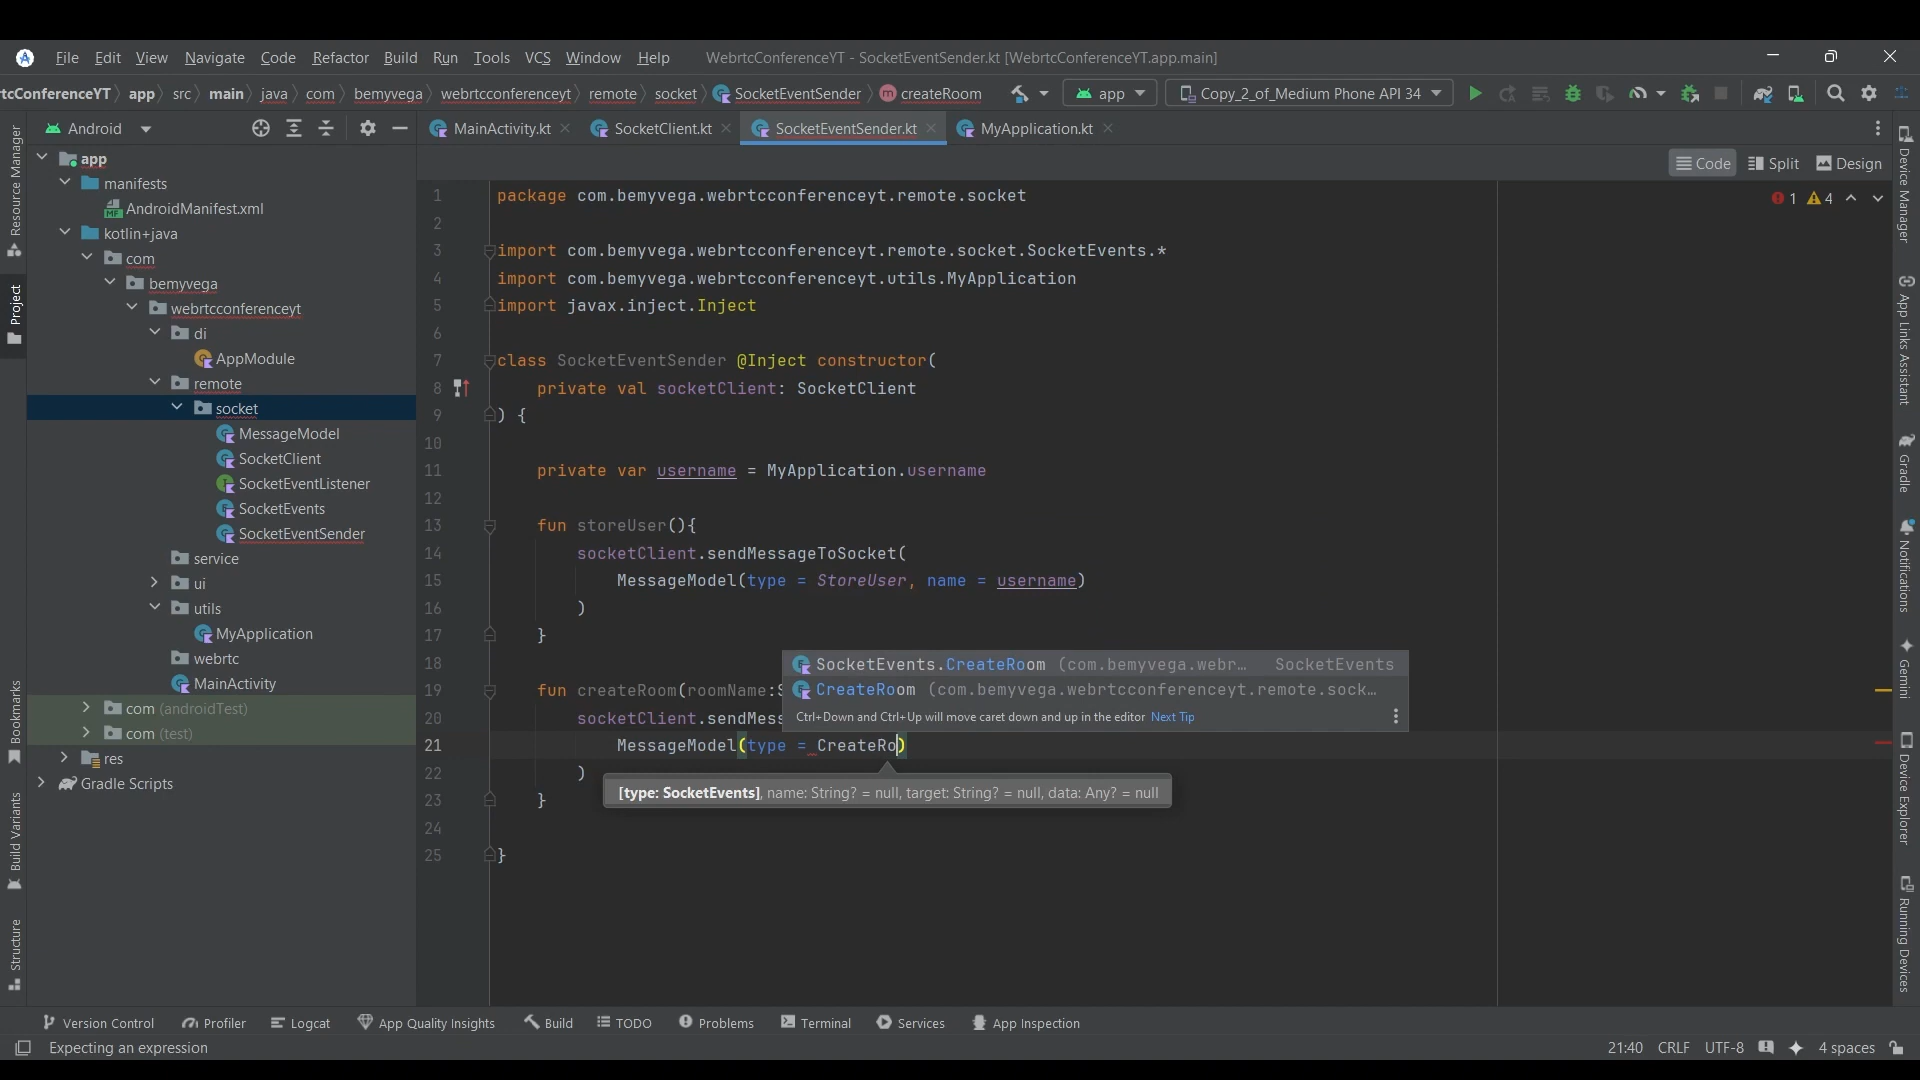 File Edit View Navigate Code Refactor Build Run Tools VCS Window Help WebrtcConferenceYT - SocketEventSender.kt [WebrtcConferenceYT.app.main]
tcConferenceYT app src main java com bemyvega webrtcconferenceyt remote socket SocketEventSender createRoom app Copy_2_of_Medium Phone API 34
Android MainActivity.kt SocketClient.kt SocketEventSender.kt MyApplication.kt
Code Split Design
Resource Manager
Project
Bookmarks
Build Variants
Structure
app
manifests
AndroidManifest.xml
kotlin+java
com
bemyvega
webrtcconferenceyt
di
AppModule
remote
socket
MessageModel
SocketClient
SocketEventListener
SocketEvents
SocketEventSender
service
ui
utils
MyApplication
webrtc
MainActivity
com (androidTest)
com (test)
res
Gradle Scripts
1 package com.bemyvega.webrtcconferenceyt.remote.socket 1 4
2
3 import com.bemyvega.webrtcconferenceyt.remote.socket.SocketEvents.*
4 import com.bemyvega.webrtcconferenceyt.utils.MyApplication
5 import javax.inject.Inject
6
7 class SocketEventSender @Inject constructor(
8 private val socketClient: SocketClient
9 ) {
10
11 private var username = MyApplication.username
12
13 fun storeUser(){
14 socketClient.sendMessageToSocket(
15 MessageModel(type = StoreUser, name = username)
16 )
17 }
18
SocketEvents.CreateRoom (com.bemyvega.webr... SocketEvents
19 fun createRoom(roomName:S
CreateRoom (com.bemyvega.webrtcconferenceyt.remote.sock...
20 socketClient.sendMess
Ctrl+Down and Ctrl+Up will move caret down and up in the editor Next Tip
21 MessageModel(type = CreateRo)
22 )
[type: SocketEvents], name: String? = null, target: String? = null, data: Any? = null
23 }
24
25 }
Device Manager
App Links Assistant
Gradle
Notifications
Gemini
Device Explorer
Running Devices
Version Control Profiler Logcat App Quality Insights Build TODO Problems Terminal Services App Inspection
Expecting an expression 21:40 CRLF UTF-8 4 spaces